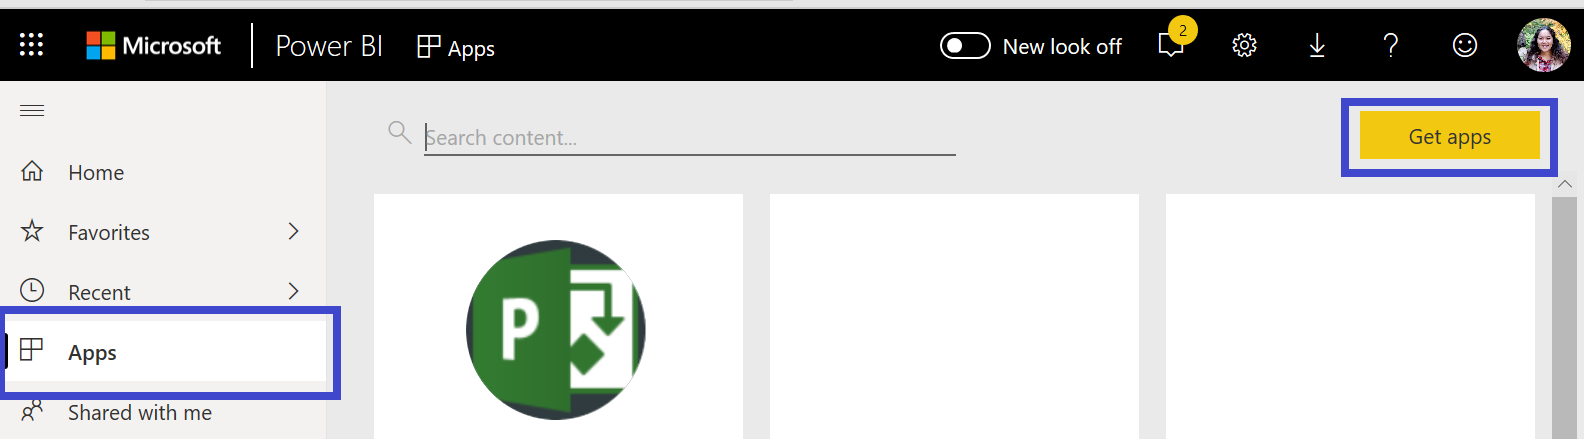 Microsoft Power BI Apps New look off 2 ?
Search content...
Get apps
Home
Favorites
Recent
Apps
Shared with me
P